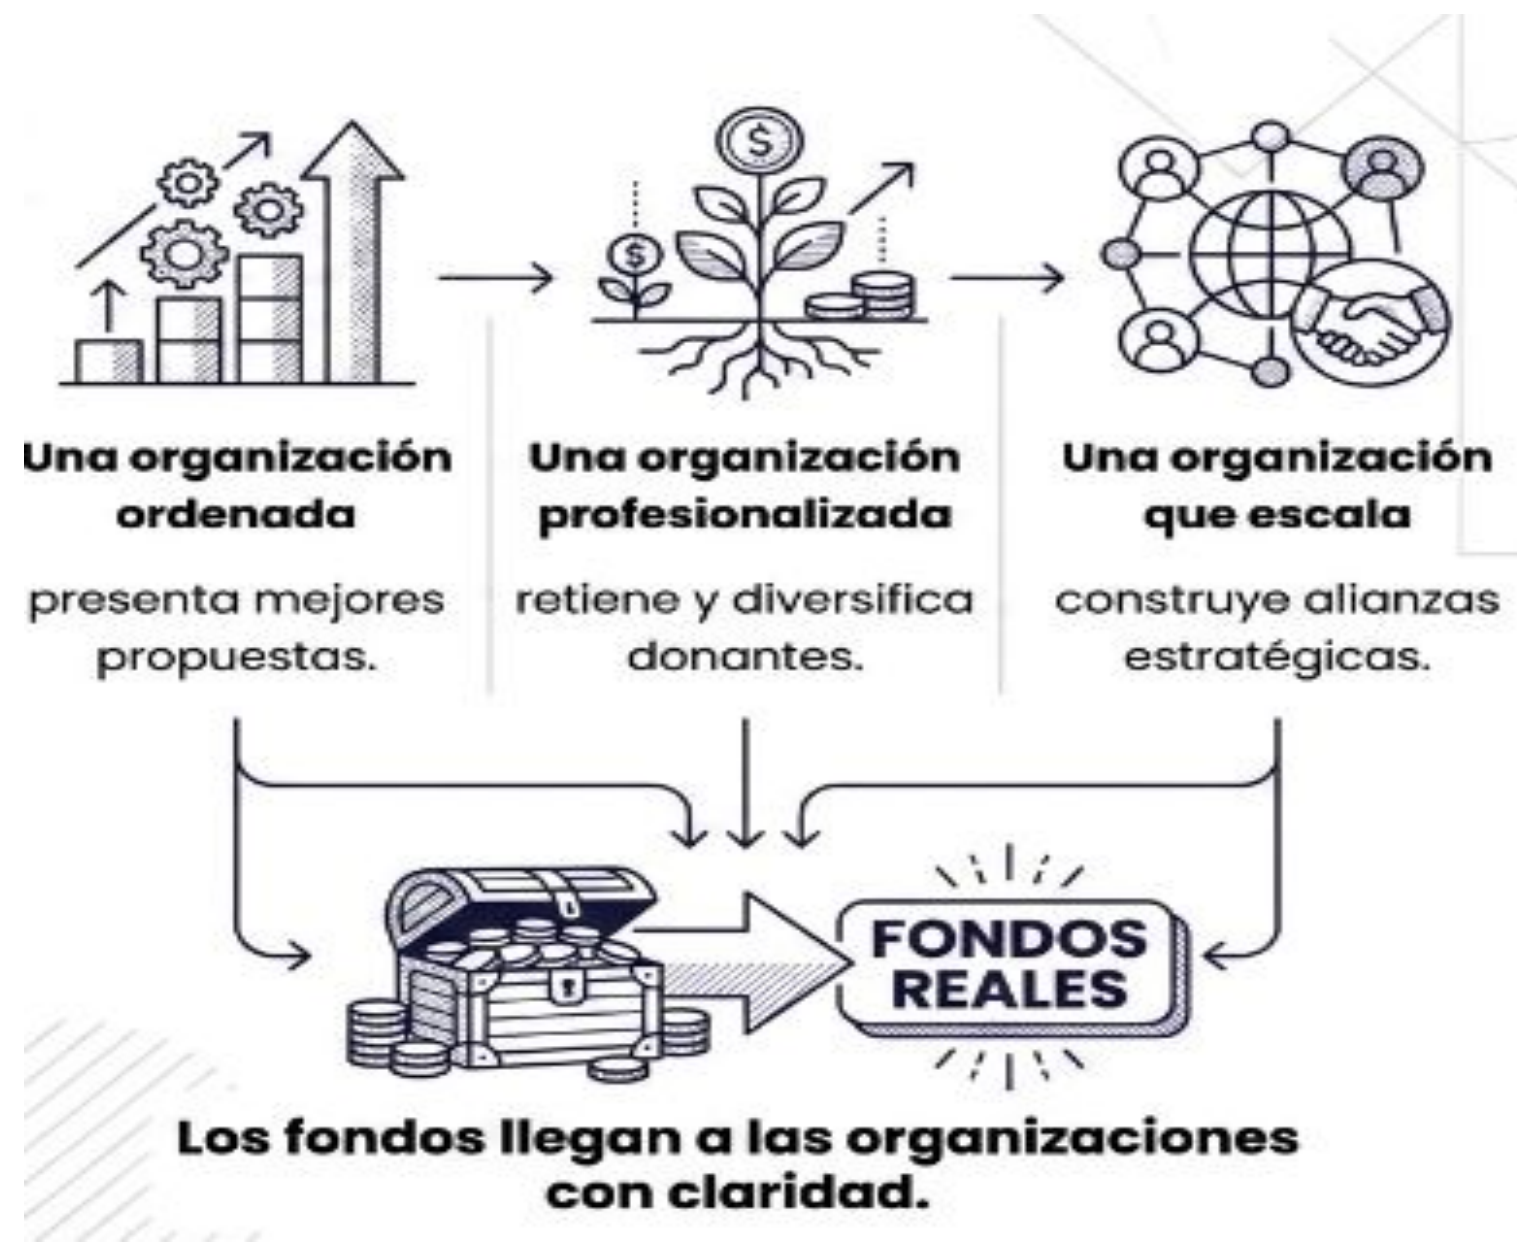 Una organización
ordenada
presenta mejores
propuestas.
Una organización
profesionalizada
retiene y diversifica
donantes.
Una organización
que escala
construye alianzas
estratégicas.
FONDOS
REALES
Los fondos llegan a las organizaciones
con claridad.